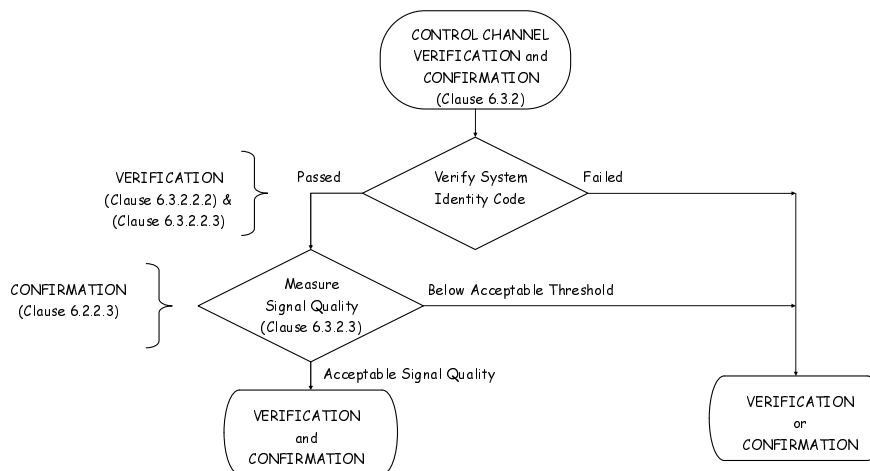 CONTROL CHANNEL
VERIFICATION and
CONFIRMATION
(Clause 6.3.2)
Verify System
Identity Code
Passed
Failed
VERIFICATION
(Clause 6.3.2.2.2) &
(Clause 6.3.2.2.3)
Measure
Signal Quality
(Clause 6.3.2.3)
Below Acceptable Threshold
CONFIRMATION
(Clause 6.2.2.3)
Acceptable Signal Quality
VERIFICATION
and
CONFIRMATION
VERIFICATION
or
CONFIRMATION